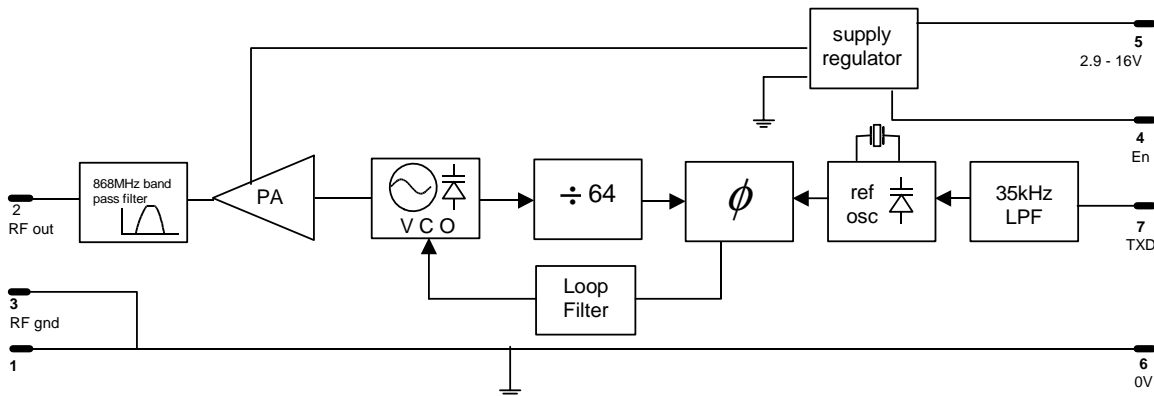 supply
regulator
5
2.9 - 16V
4
En
868MHz band
pass filter
PA
V C O
÷ 64
ϕ
ref
osc
35kHz
LPF
2
RF out
7
TXD
Loop
Filter
3
RF gnd
1
6
0V